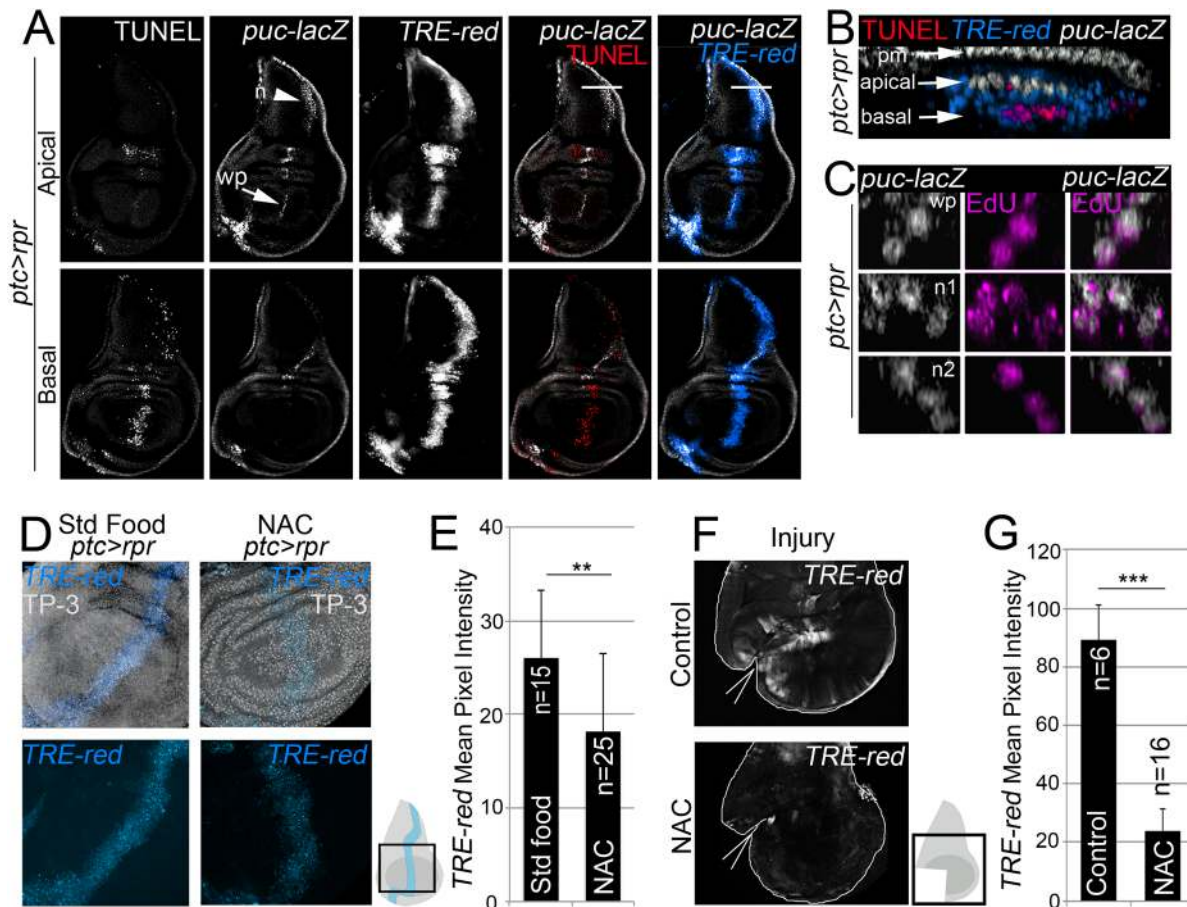 A
TUNEL
puc-lacZ
TRE-red
puc-lacZ
TUNEL
puc-lacZ
TRE-red
ptc>rpr
Apical
n
wp
Basal
B
TUNEL TRE-red puc-lacZ
ptc>rpr
pm
apical
basal
C
puc-lacZ
puc-lacZ
ptc>rpr
wp
EdU
EdU
n1
n2
D
Std Food
ptc>rpr
NAC
ptc>rpr
TRE-red
TP-3
TRE-red
TP-3
TRE-red
TRE-red
E
TRE-red Mean Pixel Intensity
40
30
20
10
0
**
n=15
n=25
Std food
NAC
F
Injury
Control
TRE-red
NAC
TRE-red
G
TRE-red Mean Pixel Intensity
120
100
80
60
40
20
0
***
n=6
n=16
Control
NAC